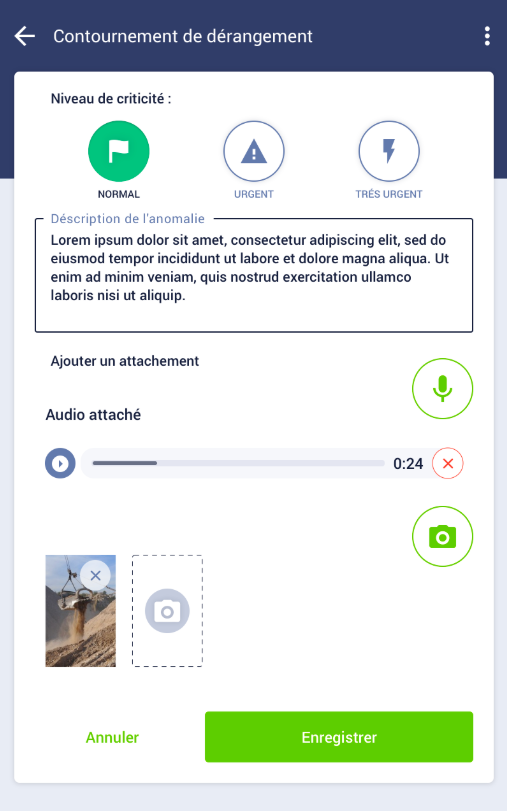 Contournement de dérangement
Niveau de criticité :
NORMAL
URGENT
TRÉS URGENT
Déscription de l'anomalie
Lorem ipsum dolor sit amet, consectetur adipiscing elit, sed do
eiusmod tempor incididunt ut labore et dolore magna aliqua. Ut
enim ad minim veniam, quis nostrud exercitation ullamco
laboris nisi ut aliquip.
Ajouter un attachement
Audio attaché
0:24
Annuler
Enregistrer